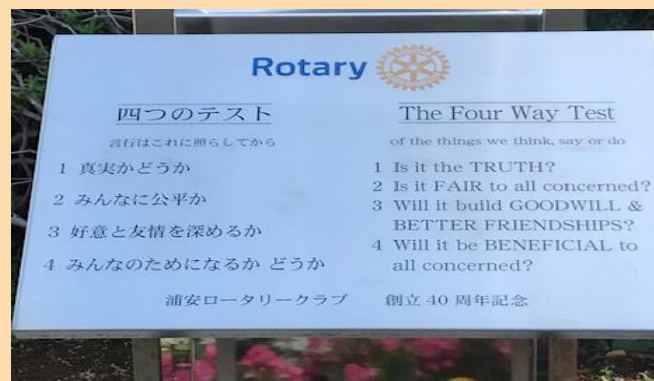 Rotary
四つのテスト
言行はこれに照らしてから
1 真実かどうか
2 みんなに公平か
3 好意と友情を深めるか
4 みんなのためになるか どうか
The Four Way Test
of the things we think, say or do
1 Is it the TRUTH?
2 Is it FAIR to all concerned?
3 Will it build GOODWILL &
BETTER FRIENDSHIPS?
4 Will it be BENEFICIAL to
all concerned?
浦安ロータリークラブ 創立 40 周年記念